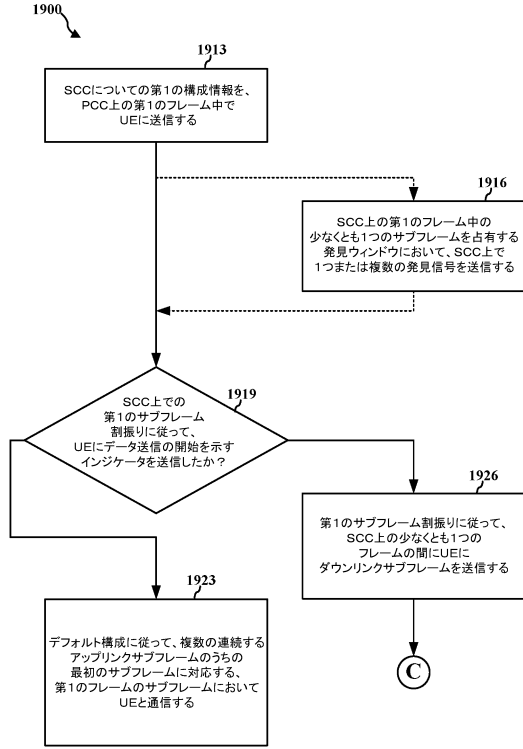 1900
1913
SCCについての第1の構成情報を、
PCC上の第1のフレーム中で
UEに送信する
1916
SCC上の第1のフレーム中の
少なくとも1つのサブフレームを占有する
発見ウィンドウにおいて、SCC上で
1つまたは複数の発見信号を送信する
1919
SCC上での
第1のサブフレーム
割振りに従って、
UEにデータ送信の開始を示す
インジケータを送信したか?
1926
第1のサブフレーム割振りに従って、
SCC上の少なくとも1つの
フレームの間にUEに
ダウンリンクサブフレームを送信する
1923
デフォルト構成に従って、複数の連続する
アップリンクサブフレームのうちの
最初のサブフレームに対応する、
第1のフレームのサブフレームにおいて
UEと通信する
C